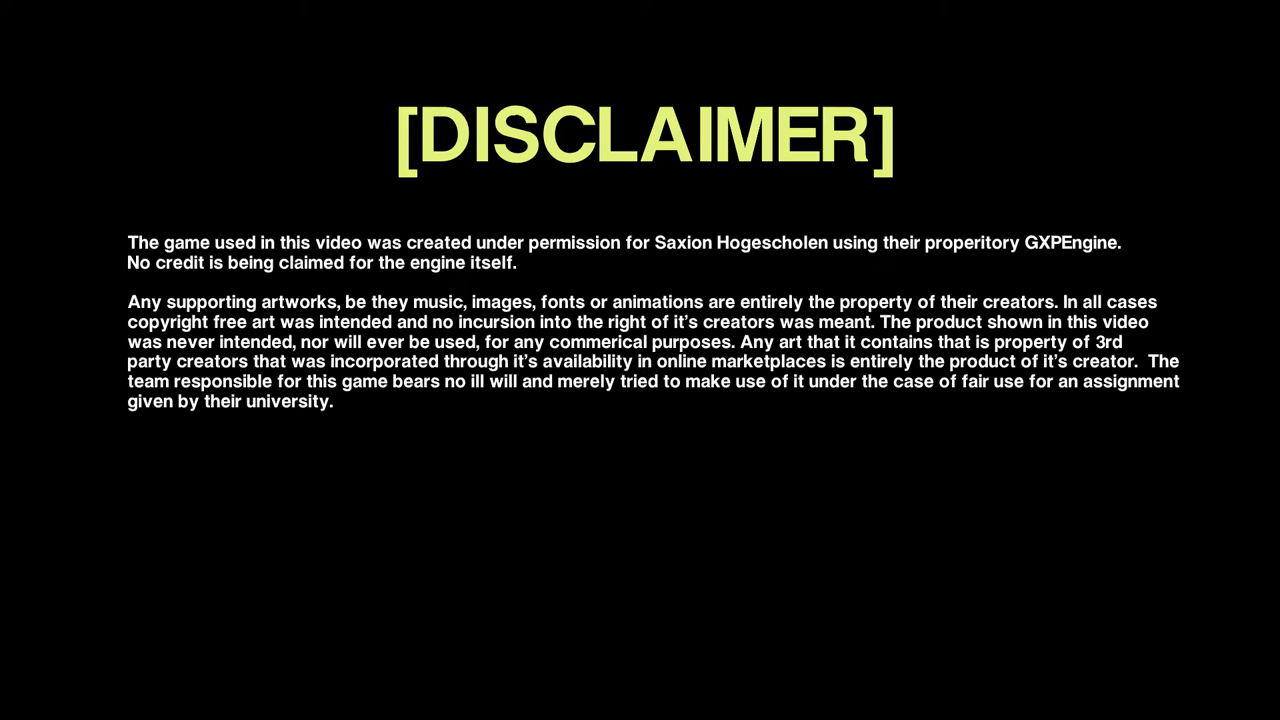 [DISCLAIMER]
The game used in this video was created under permission for Saxion Hogescholen using their properitory GXPEngine.
No credit is being claimed for the engine itself.
Any supporting artworks, be they music, images, fonts or animations are entirely the property of their creators. In all cases
copyright free art was intended and no incursion into the right of it’s creators was meant. The product shown in this video
was never intended, nor will ever be used, for any commerical purposes. Any art that it contains that is property of 3rd
party creators that was incorporated through it’s availability in online marketplaces is entirely the product of it’s creator.  The
team responsible for this game bears no ill will and merely tried to make use of it under the case of fair use for an assignment
given by their university.